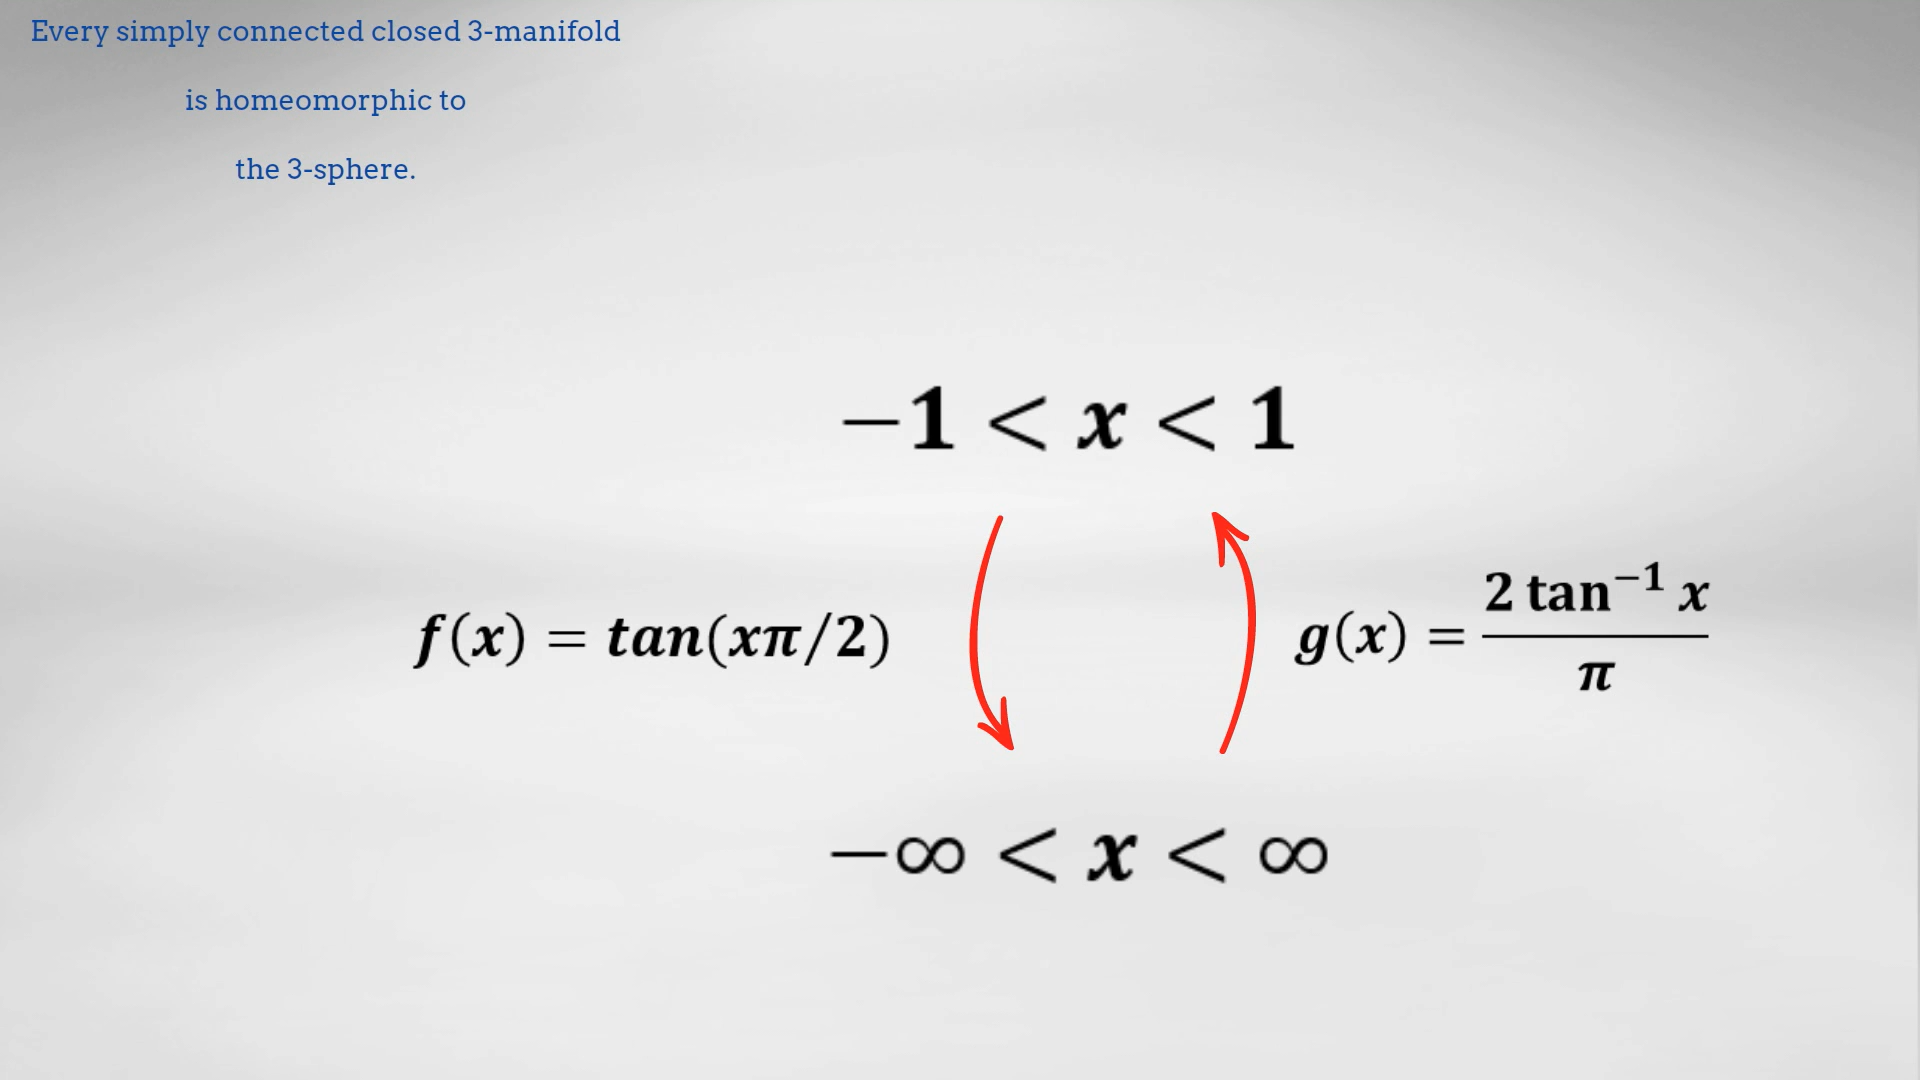 Every simply connected closed 3-manifold
is homeomorphic to
the 3-sphere.
−1 < x < 1
f(x) = tan(xπ/2)
g(x) = 2 tan⁻¹ x / π
−∞ < x < ∞